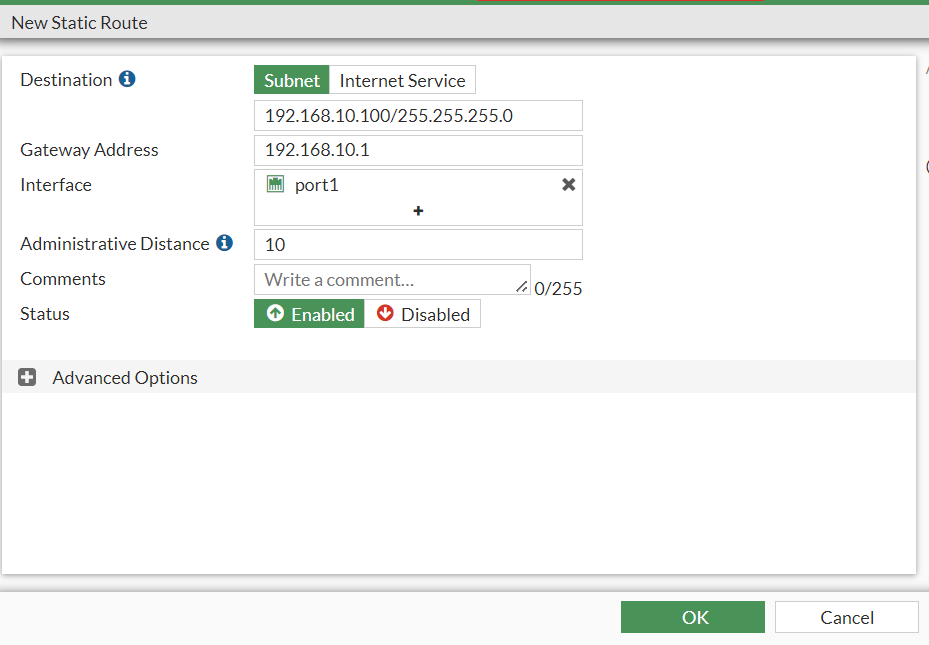 New Static Route
Destination Subnet Internet Service
192.168.10.100/255.255.255.0
Gateway Address 192.168.10.1
Interface port1
Administrative Distance 10
Comments Write a comment... 0/255
Status Enabled Disabled
Advanced Options
OK Cancel